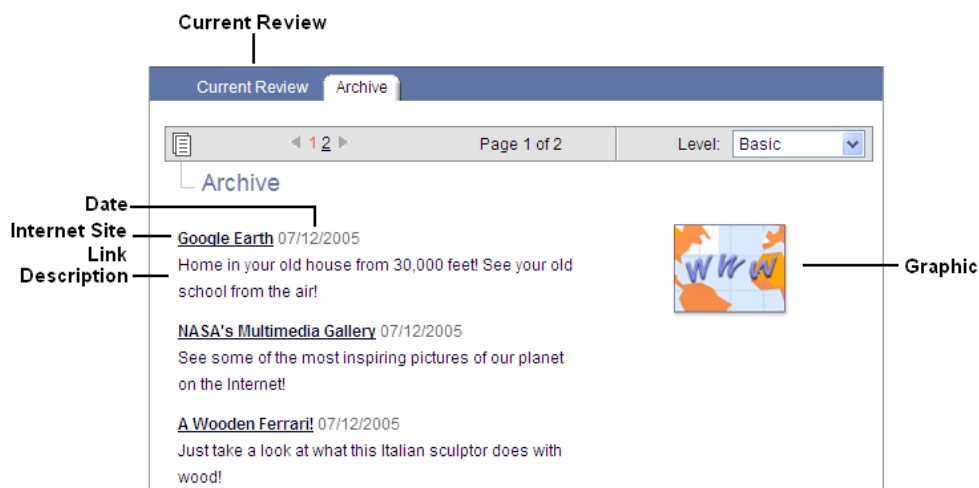 Current Review
Current Review Archive
1 2 Page 1 of 2 Level: Basic
Archive
Date
Internet Site
Link
Description
Google Earth 07/12/2005
Home in your old house from 30,000 feet! See your old
school from the air!
WWW
Graphic
NASA's Multimedia Gallery 07/12/2005
See some of the most inspiring pictures of our planet
on the Internet!
A Wooden Ferrari! 07/12/2005
Just take a look at what this Italian sculptor does with
wood!